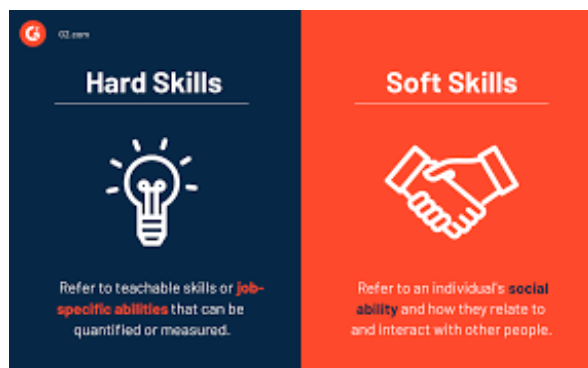 G2.com
Hard Skills
Refer to teachable skills or job-
specific abilities that can be
quantified or measured.
Soft Skills
Refer to an individual's social
ability and how they relate to
and interact with other people.